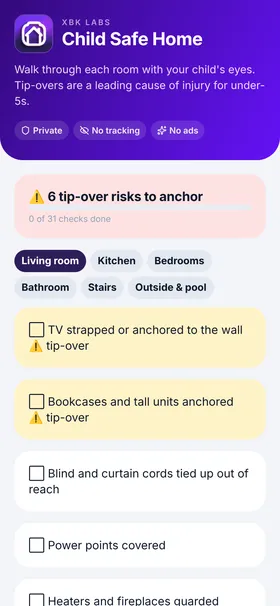 XBK LABS
Child Safe Home
Walk through each room with your child's eyes.
Tip-overs are a leading cause of injury for under-
5s.
Private
No tracking
No ads
⚠️ 6 tip-over risks to anchor
0 of 31 checks done
Living room
Kitchen
Bedrooms
Bathroom
Stairs
Outside & pool
TV strapped or anchored to the wall
⚠️ tip-over
Bookcases and tall units anchored
⚠️ tip-over
Blind and curtain cords tied up out of
reach
Power points covered
Heaters and fireplaces guarded